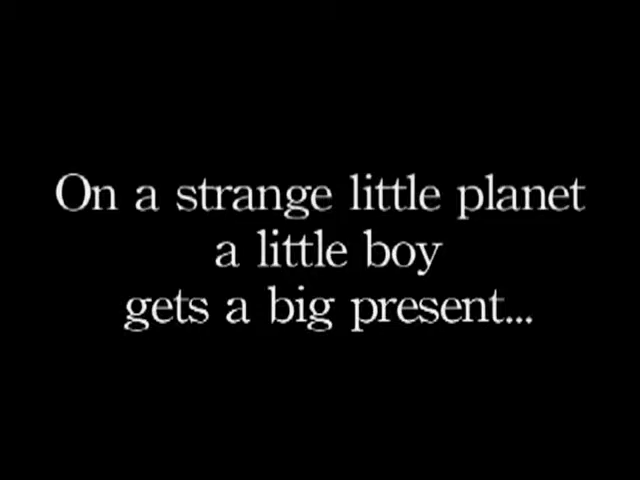 On a strange little planet
a little boy
gets a big present...